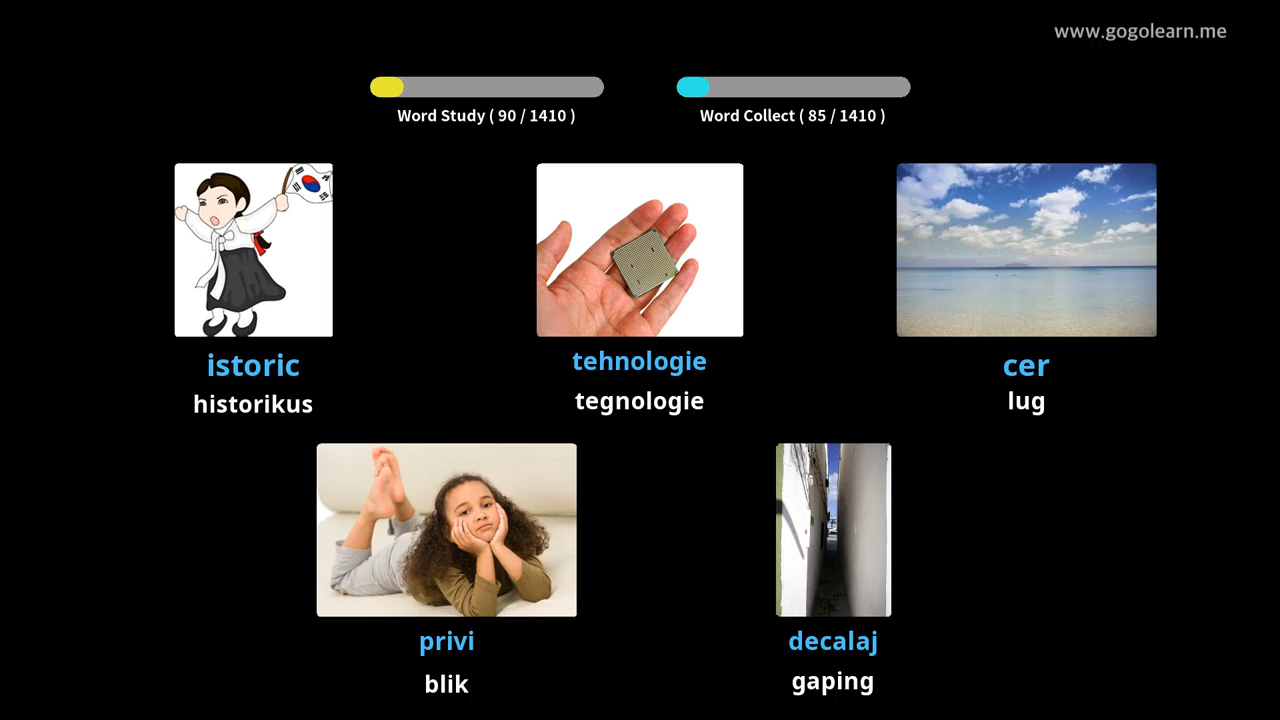 www.gogolearn.me
Word Study ( 90 / 1410 )
Word Collect ( 85 / 1410 )
istoric
historikus
tehnologie
tegnologie
cer
lug
privi
blik
decalaj
gaping